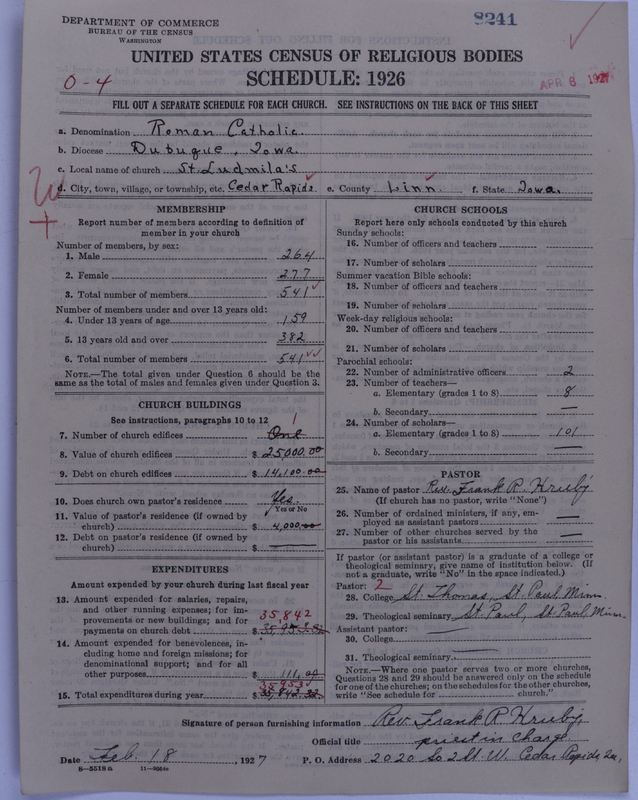 8241
DEPARTMENT OF COMMERCE
BUREAU OF THE CENSUS
WASHINGTON
UNITED STATES CENSUS OF RELIGIOUS BODIES
SCHEDULE: 1926
0-4
APR 8 1927
FILL OUT A SEPARATE SCHEDULE FOR EACH CHURCH. SEE INSTRUCTIONS ON THE BACK OF THIS SHEET
a. Denomination Roman Catholic.
b. Diocese Dubuque, Iowa.
c. Local name of church St. Ludmila's
d. City, town, village, or township, etc. Cedar Rapids. e. County Linn. f. State Iowa.
MEMBERSHIP
Report number of members according to definition of
member in your church
Number of members, by sex:
1. Male 264
2. Female 277
3. Total number of members 541
Number of members under and over 13 years old:
4. Under 13 years of age 159
5. 13 years old and over 382
6. Total number of members 541
NOTE.—The total given under Question 6 should be
same as the total of males and females given under Question 3.
CHURCH BUILDINGS
See instructions, paragraphs 10 to 12
7. Number of church edifices One 1
8. Value of church edifices $ 25,000.00
9. Debt on church edifices $ 14,100.00
10. Does church own pastor's residence Yes.
Yes or No
11. Value of pastor's residence (if owned by
church) $ 4,000.00
12. Debt on pastor's residence (if owned by
church) $ —
EXPENDITURES
Amount expended by your church during last fiscal year
13. Amount expended for salaries, repairs,
and other running expenses; for im-
provements or new buildings; and for
payments on church debt 35,842
14. Amount expended for benevolences, in-
cluding home and foreign missions; for
denominational support; and for all
other purposes $ 111.00
35953
15. Total expenditures during year $
CHURCH SCHOOLS
Report here only schools conducted by this church
Sunday schools:
16. Number of officers and teachers
17. Number of scholars
Summer vacation Bible schools:
18. Number of officers and teachers
19. Number of scholars
Week-day religious schools:
20. Number of officers and teachers
21. Number of scholars
Parochial schools:
22. Number of administrative officers 2
23. Number of teachers—
a. Elementary (grades 1 to 8) 8
b. Secondary —
24. Number of scholars—
a. Elementary (grades 1 to 8) 101
b. Secondary —
PASTOR
25. Name of pastor Rev. Frank R. Hruby
(If church has no pastor, write "None")
26. Number of ordained ministers, if any, em-
ployed as assistant pastors —
27. Number of other churches served by the
pastor or his assistants —
If pastor (or assistant pastor) is a graduate of a college or
theological seminary, give name of institution below. (If
not a graduate, write "No" in the space indicated.)
Pastor: 2
28. College St. Thomas, St. Paul, Minn.
29. Theological seminary St. Paul, St. Paul Minn.
Assistant pastor: —
30. College —
31. Theological seminary —
NOTE.—Where one pastor serves two or more churches,
Questions 28 and 29 should be answered only on the schedule
for one of the churches; on the schedules for the other churches,
write "See schedule for church."
Signature of person furnishing information Rev. Frank R. Hruby
Official title priest in charge.
Date Feb. 18, 1927 P. O. Address 2020 So 2 St. W. Cedar Rapids, Ia,
8—5518a 11—9064